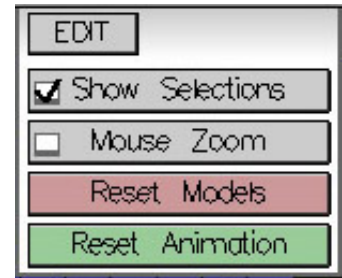 EDIT
Show Selections
Mouse Zoom
Reset Models
Reset Animation